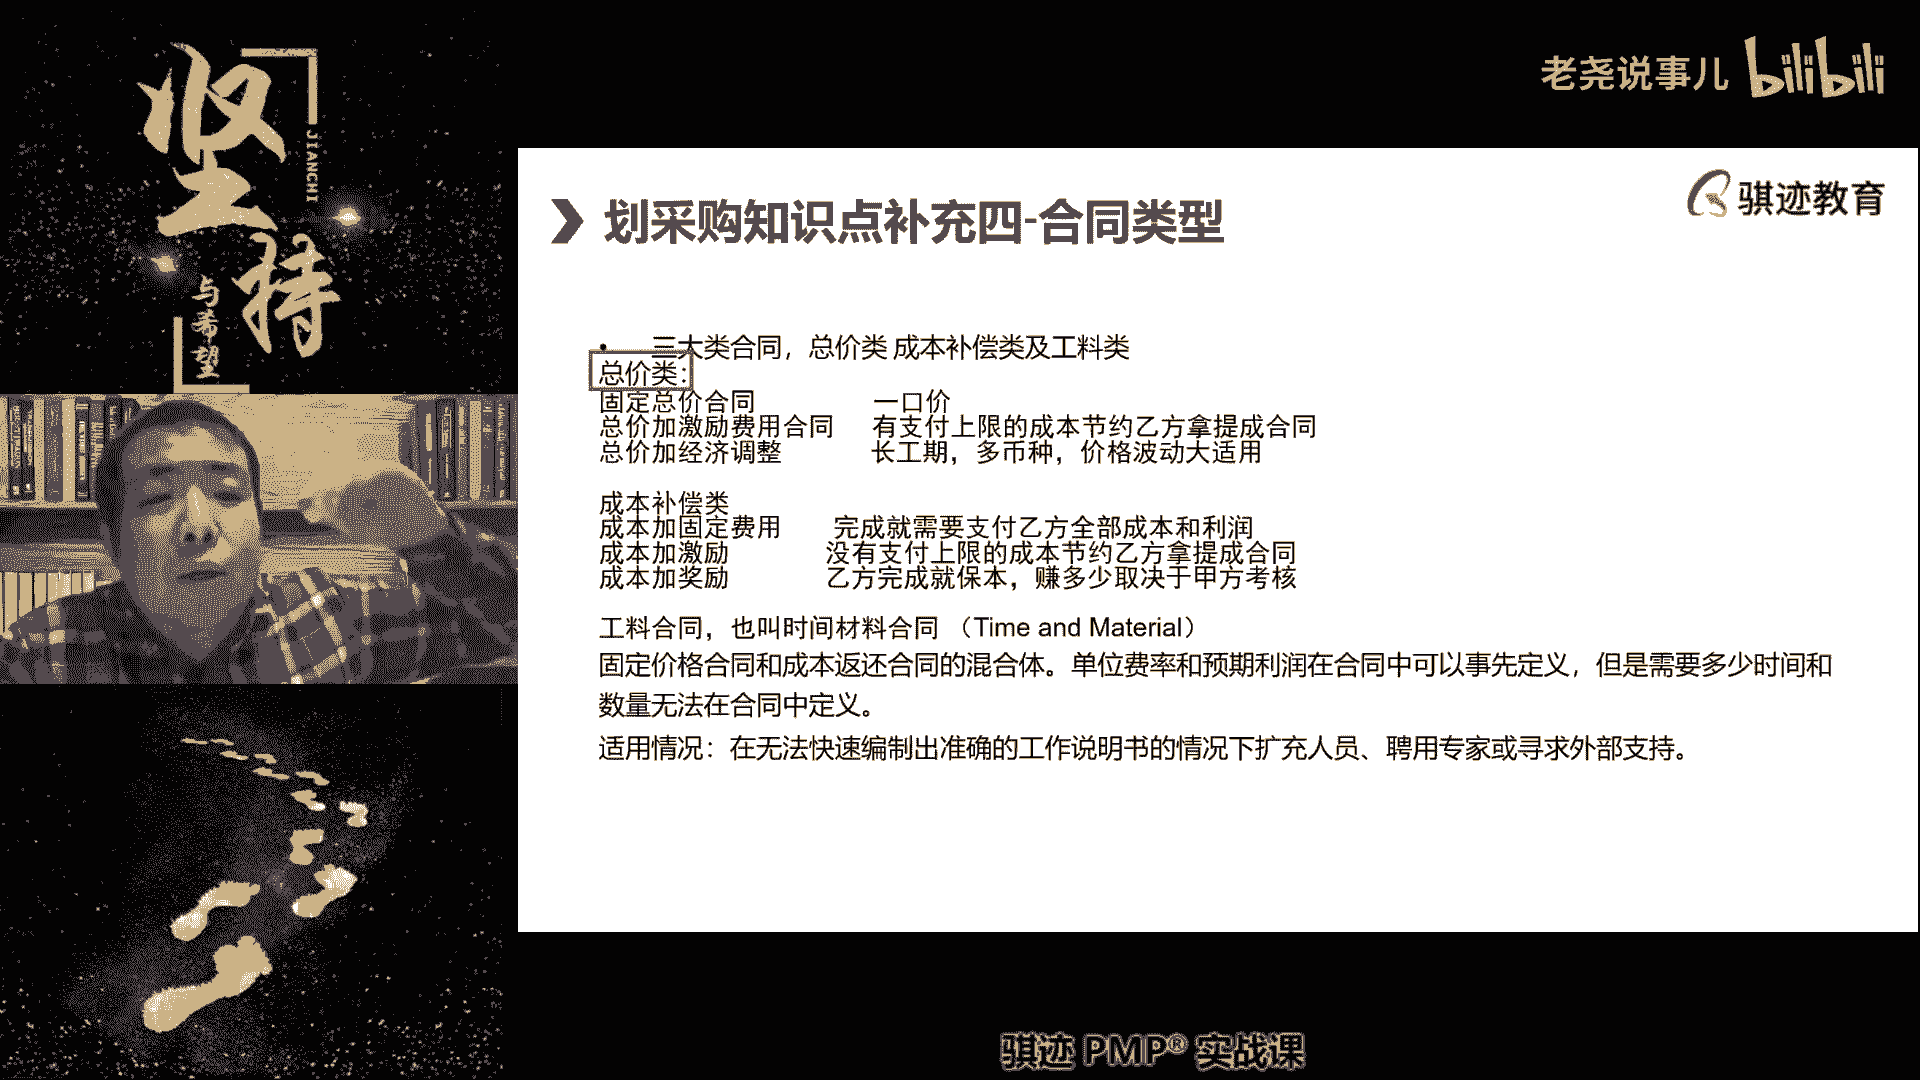 坚持
JIANCHI
与希望
老尧说事儿 bilibili
骐迹教育
划采购知识点补充四-合同类型
• 三大类合同，总价类 成本补偿类及工料类
总价类：
固定总价合同 一口价
总价加激励费用合同 有支付上限的成本节约乙方拿提成合同
总价加经济调整 长工期，多币种，价格波动大适用
成本补偿类
成本加固定费用 完成就需要支付乙方全部成本和利润
成本加激励 没有支付上限的成本节约乙方拿提成合同
成本加奖励 乙方完成就保本，赚多少取决于甲方考核
工料合同，也叫时间材料合同 （Time and Material）
固定价格合同和成本返还合同的混合体。单位费率和预期利润在合同中可以事先定义，但是需要多少时间和
数量无法在合同中定义。
适用情况：在无法快速编制出准确的工作说明书的情况下扩充人员、聘用专家或寻求外部支持。
骐迹 PMP® 实战课